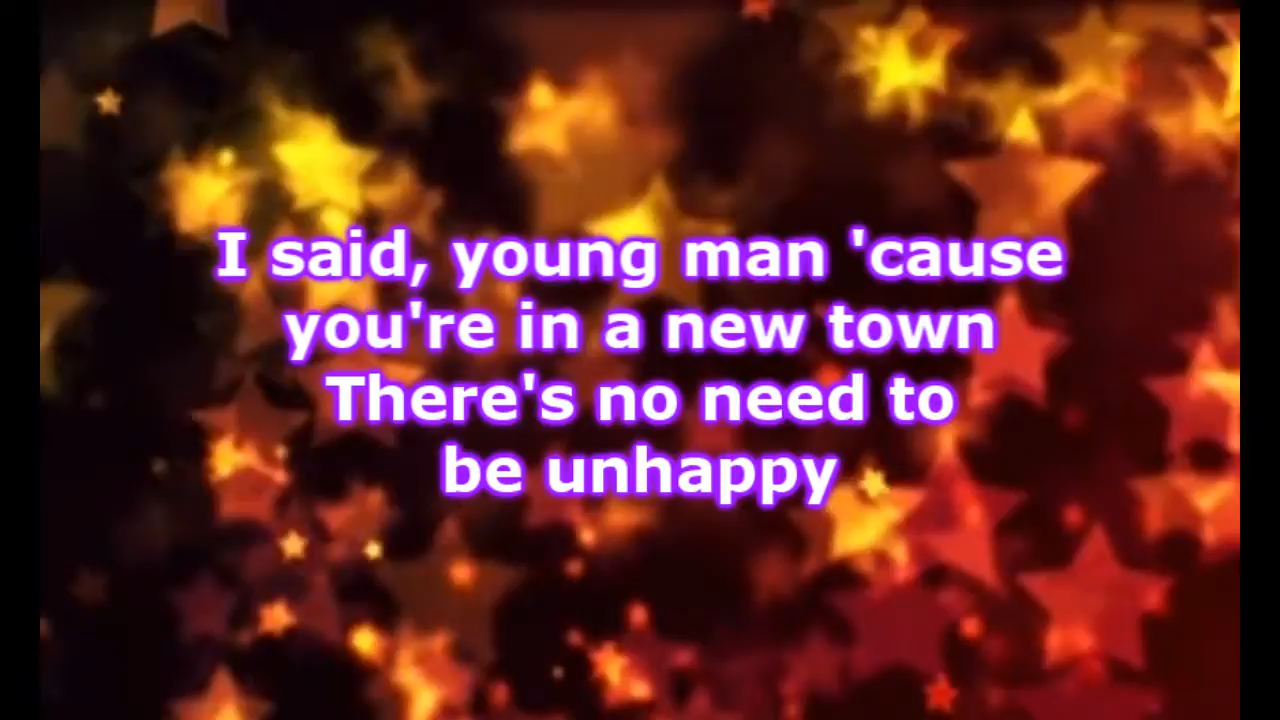 I said, young man 'cause
you're in a new town
There's no need to
be unhappy